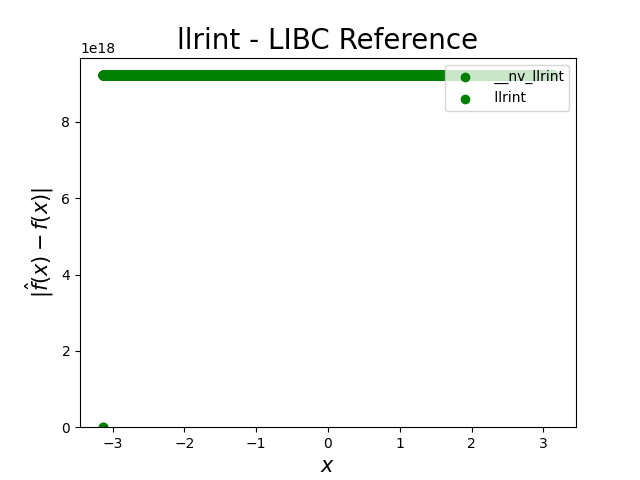 llrint - LIBC Reference
1e18
__nv_llrint
llrint
8
6
4
2
0
|f̂(x) − f(x)|
−3
−2
−1
0
1
2
3
x